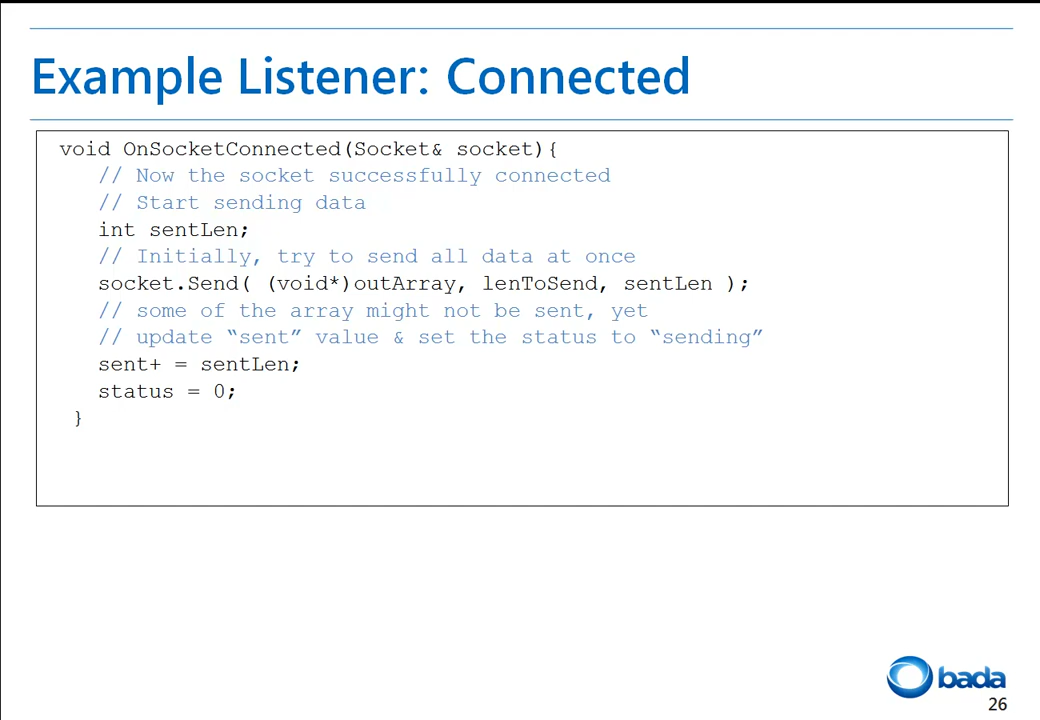 Example Listener: Connected
void OnSocketConnected(Socket& socket){
// Now the socket successfully connected
// Start sending data
int sentLen;
// Initially, try to send all data at once
socket.Send( (void*)outArray, lenToSend, sentLen );
// some of the array might not be sent, yet
// update “sent” value & set the status to “sending”
sent+ = sentLen;
status = 0;
}
bada
26